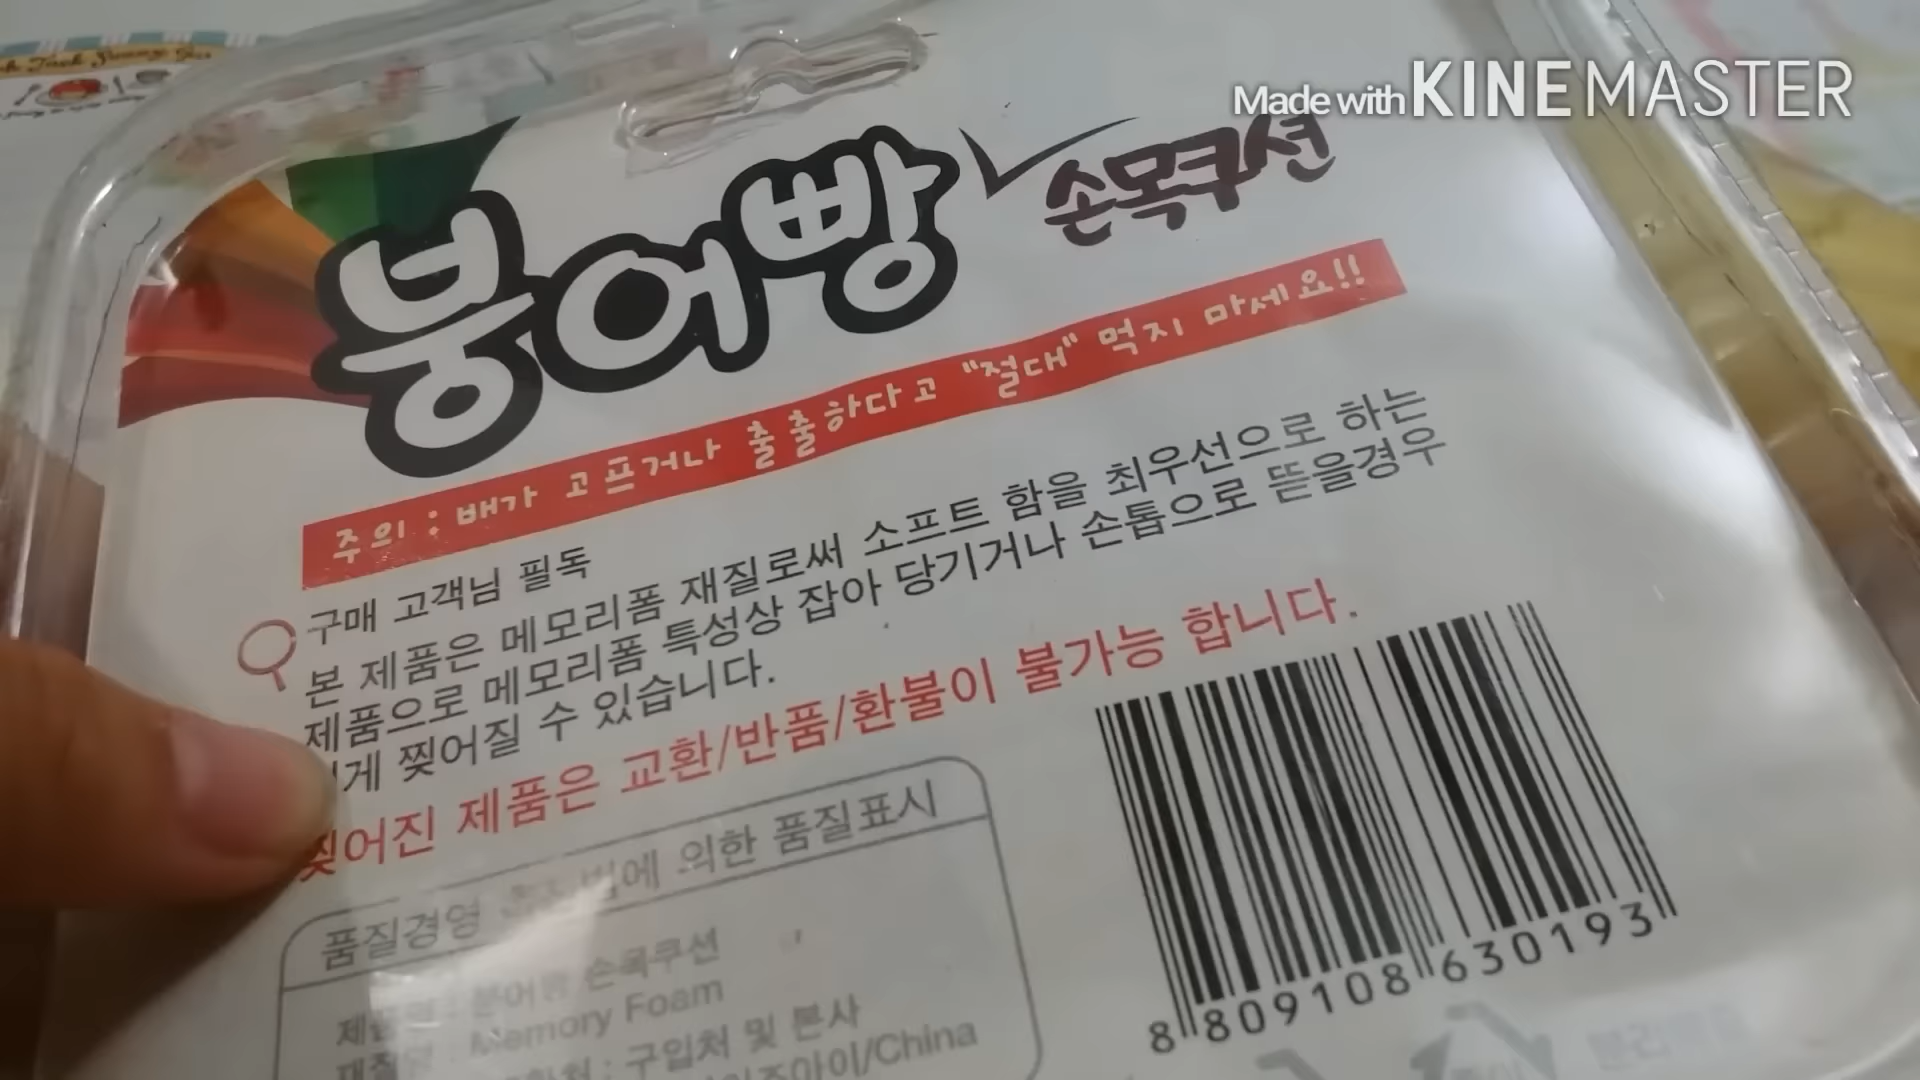 Made with KINEMASTER
붕어빵 손목쿠션
주의 : 배가 고프거나 출출하다고 "절대" 먹지 마세요!!
구매 고객님 필독
본 제품은 메모리폼 재질로써 소프트 함을 최우선으로 하는
제품으로 메모리폼 특성상 잡아 당기거나 손톱으로 뜯을경우
찢어질 수 있습니다.
찢어진 제품은 교환/반품/환불이 불가능 합니다.
품질경영 의한 품질표시
붕어빵 손목쿠션
Memory Foam
구입처 및 본사
/China
8 809108 630193